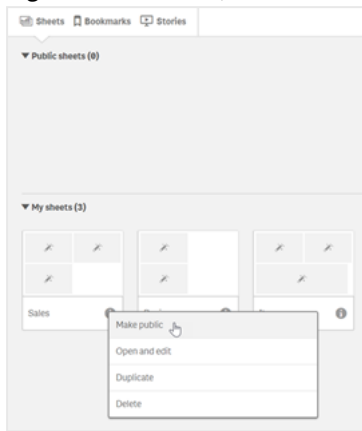 Sheets Bookmarks Stories
Public sheets (0)
My sheets (3)
Sales
Make public
Open and edit
Duplicate
Delete